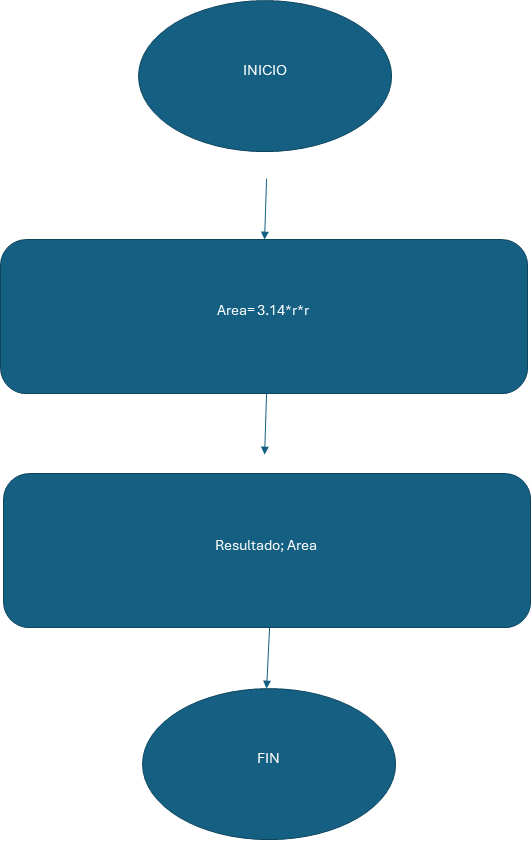 INICIO
Area= 3.14*r*r
Resultado; Area
FIN